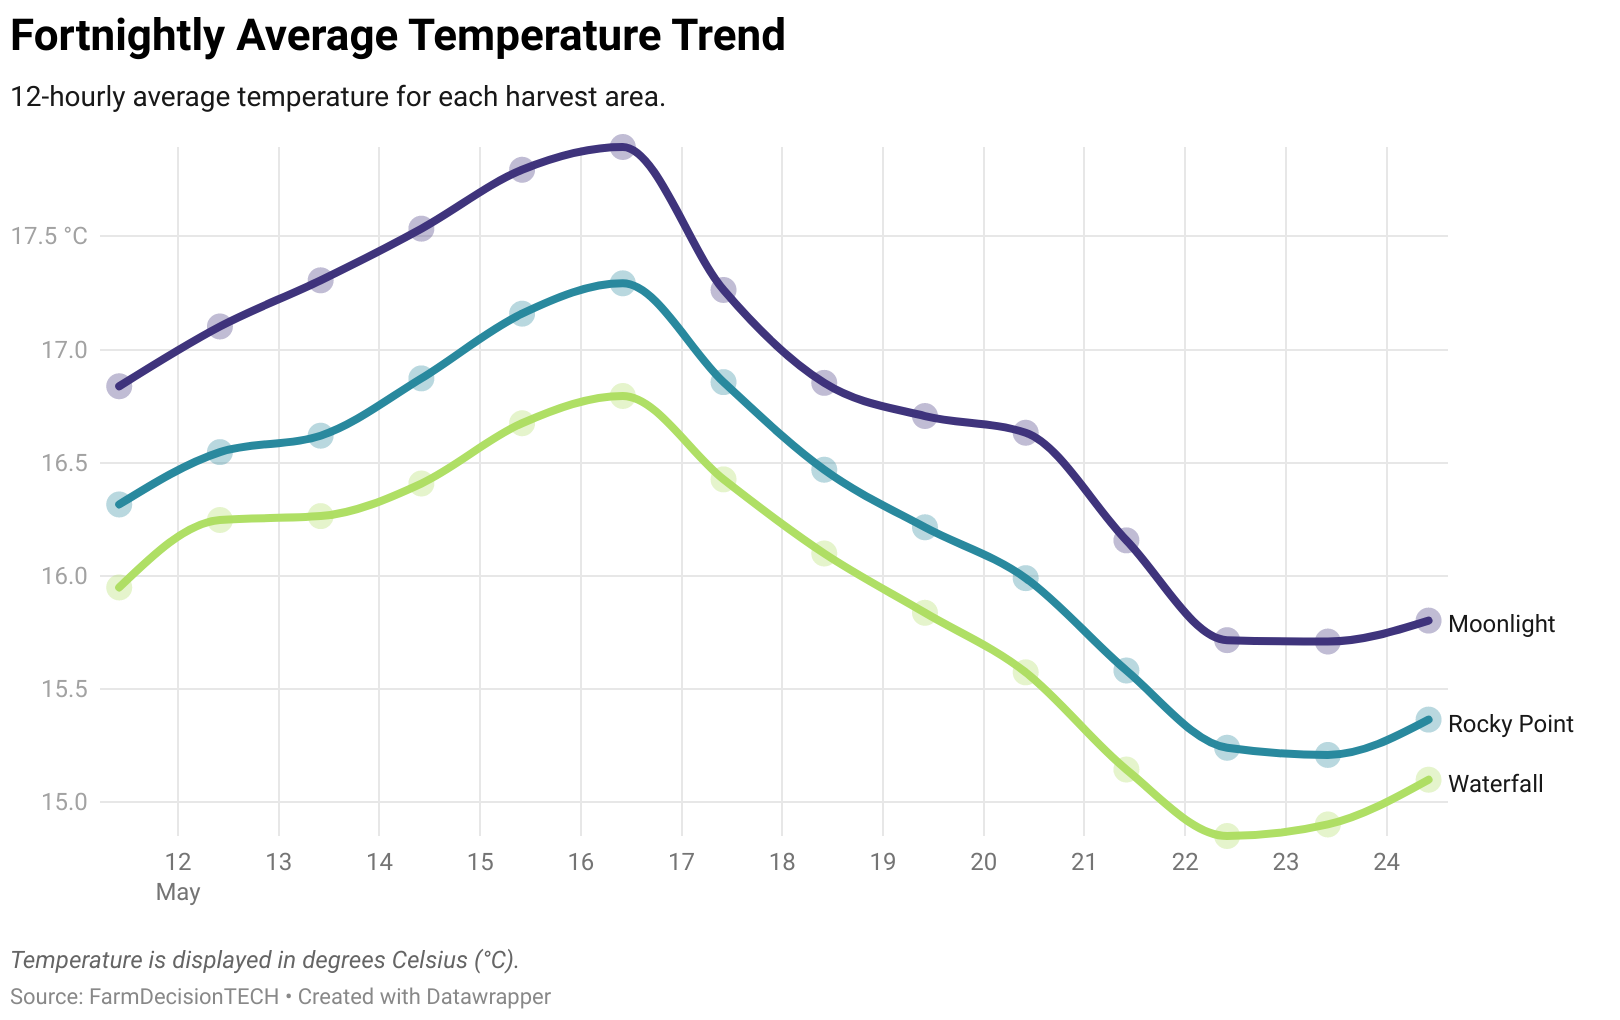 Fortnightly Average Temperature Trend
12-hourly average temperature for each harvest area.
17.5 °C
17.0
16.5
16.0
15.5
15.0
Moonlight
Rocky Point
Waterfall
12 13 14 15 16 17 18 19 20 21 22 23 24
May
Temperature is displayed in degrees Celsius (°C).
Source: FarmDecisionTECH • Created with Datawrapper